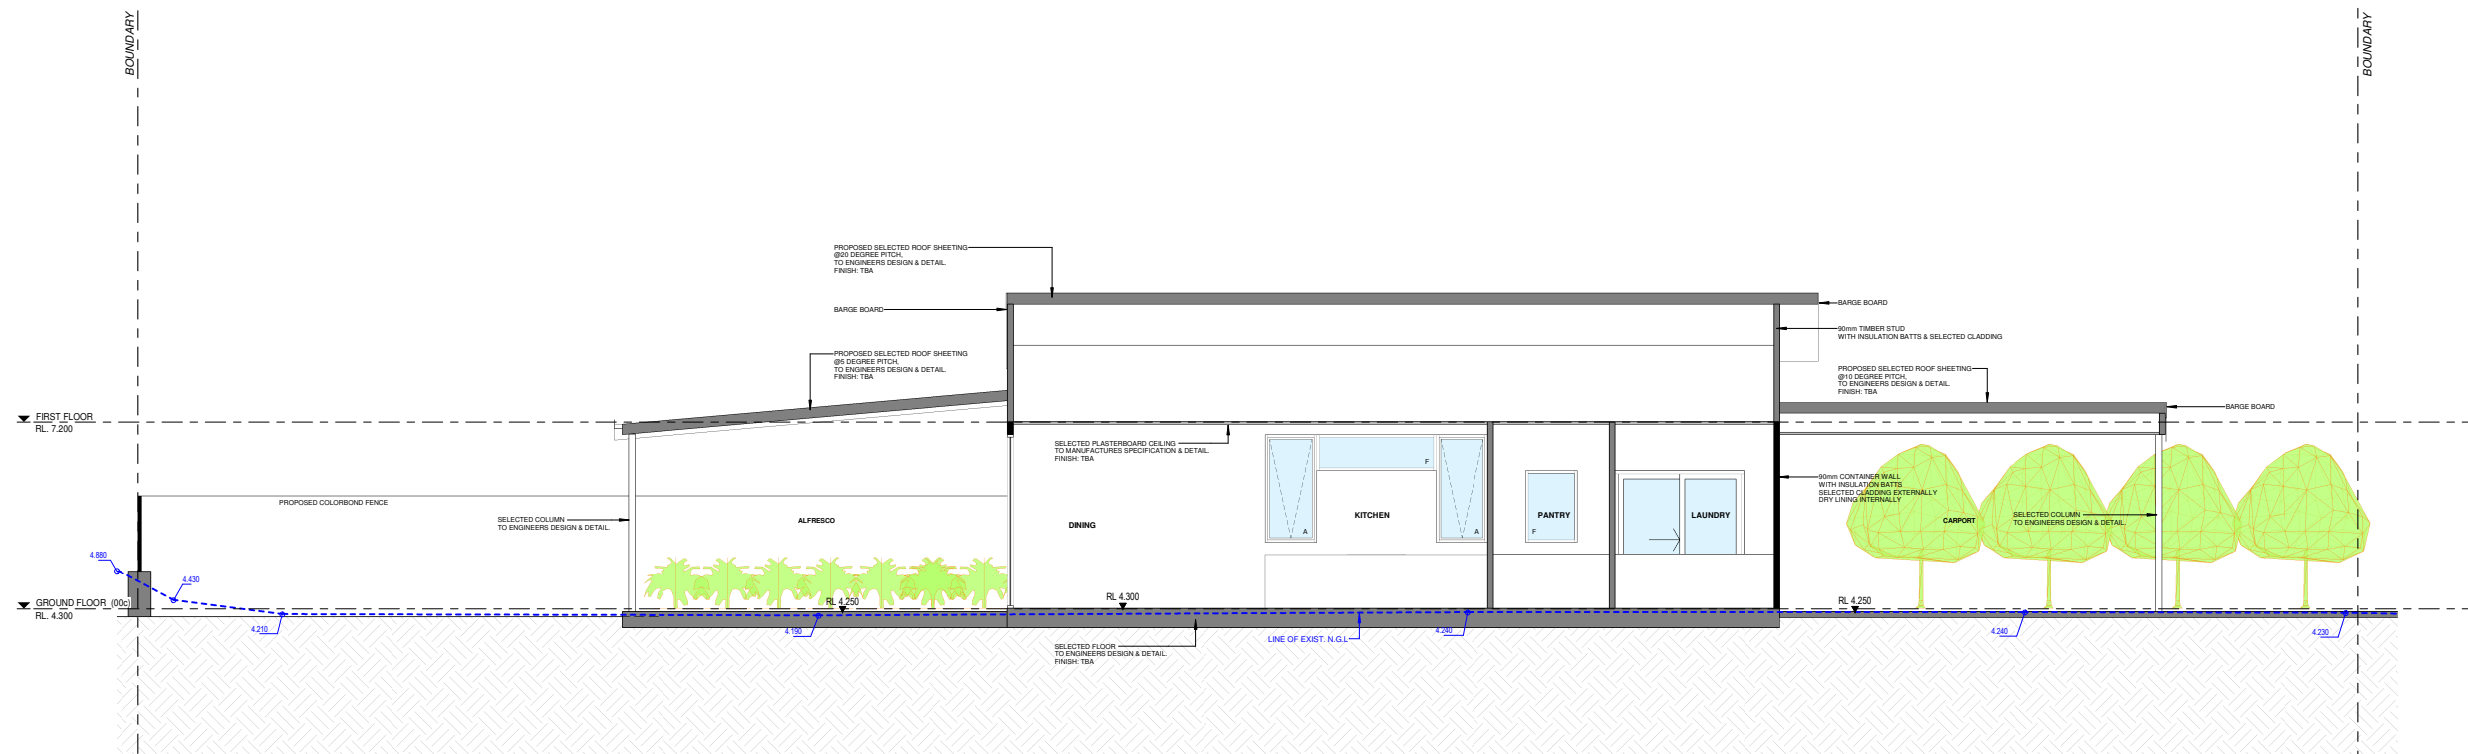 BOUNDARY
BOUNDARY
PROPOSED SELECTED ROOF SHEETING
@20 DEGREE PITCH,
TO ENGINEERS DESIGN & DETAIL.
FINISH: TBA
BARGE BOARD
BARGE BOARD
90mm TIMBER STUD
WITH INSULATION BATTS & SELECTED CLADDING
PROPOSED SELECTED ROOF SHEETING
@5 DEGREE PITCH,
TO ENGINEERS DESIGN & DETAIL.
FINISH: TBA
PROPOSED SELECTED ROOF SHEETING
@10 DEGREE PITCH,
TO ENGINEERS DESIGN & DETAIL.
FINISH: TBA
BARGE BOARD
FIRST FLOOR
RL. 7.200
SELECTED PLASTERBOARD CEILING
TO MANUFACTURES SPECIFICATION & DETAIL.
FINISH: TBA
F
90mm CONTAINER WALL
WITH INSULATION BATTS
SELECTED CLADDING EXTERNALLY
DRY LINING INTERNALLY
PROPOSED COLORBOND FENCE
SELECTED COLUMN
TO ENGINEERS DESIGN & DETAIL.
ALFRESCO
DINING
KITCHEN
PANTRY
LAUNDRY
CARPORT
SELECTED COLUMN
TO ENGINEERS DESIGN & DETAIL.
A
A
F
4.880
4.430
GROUND FLOOR (00c)
RL. 4.300
RL 4.250
RL 4.300
RL 4.250
4.210
4.190
LINE OF EXIST. N.G.L
4.240
4.240
4.230
SELECTED FLOOR
TO ENGINEERS DESIGN & DETAIL.
FINISH: TBA